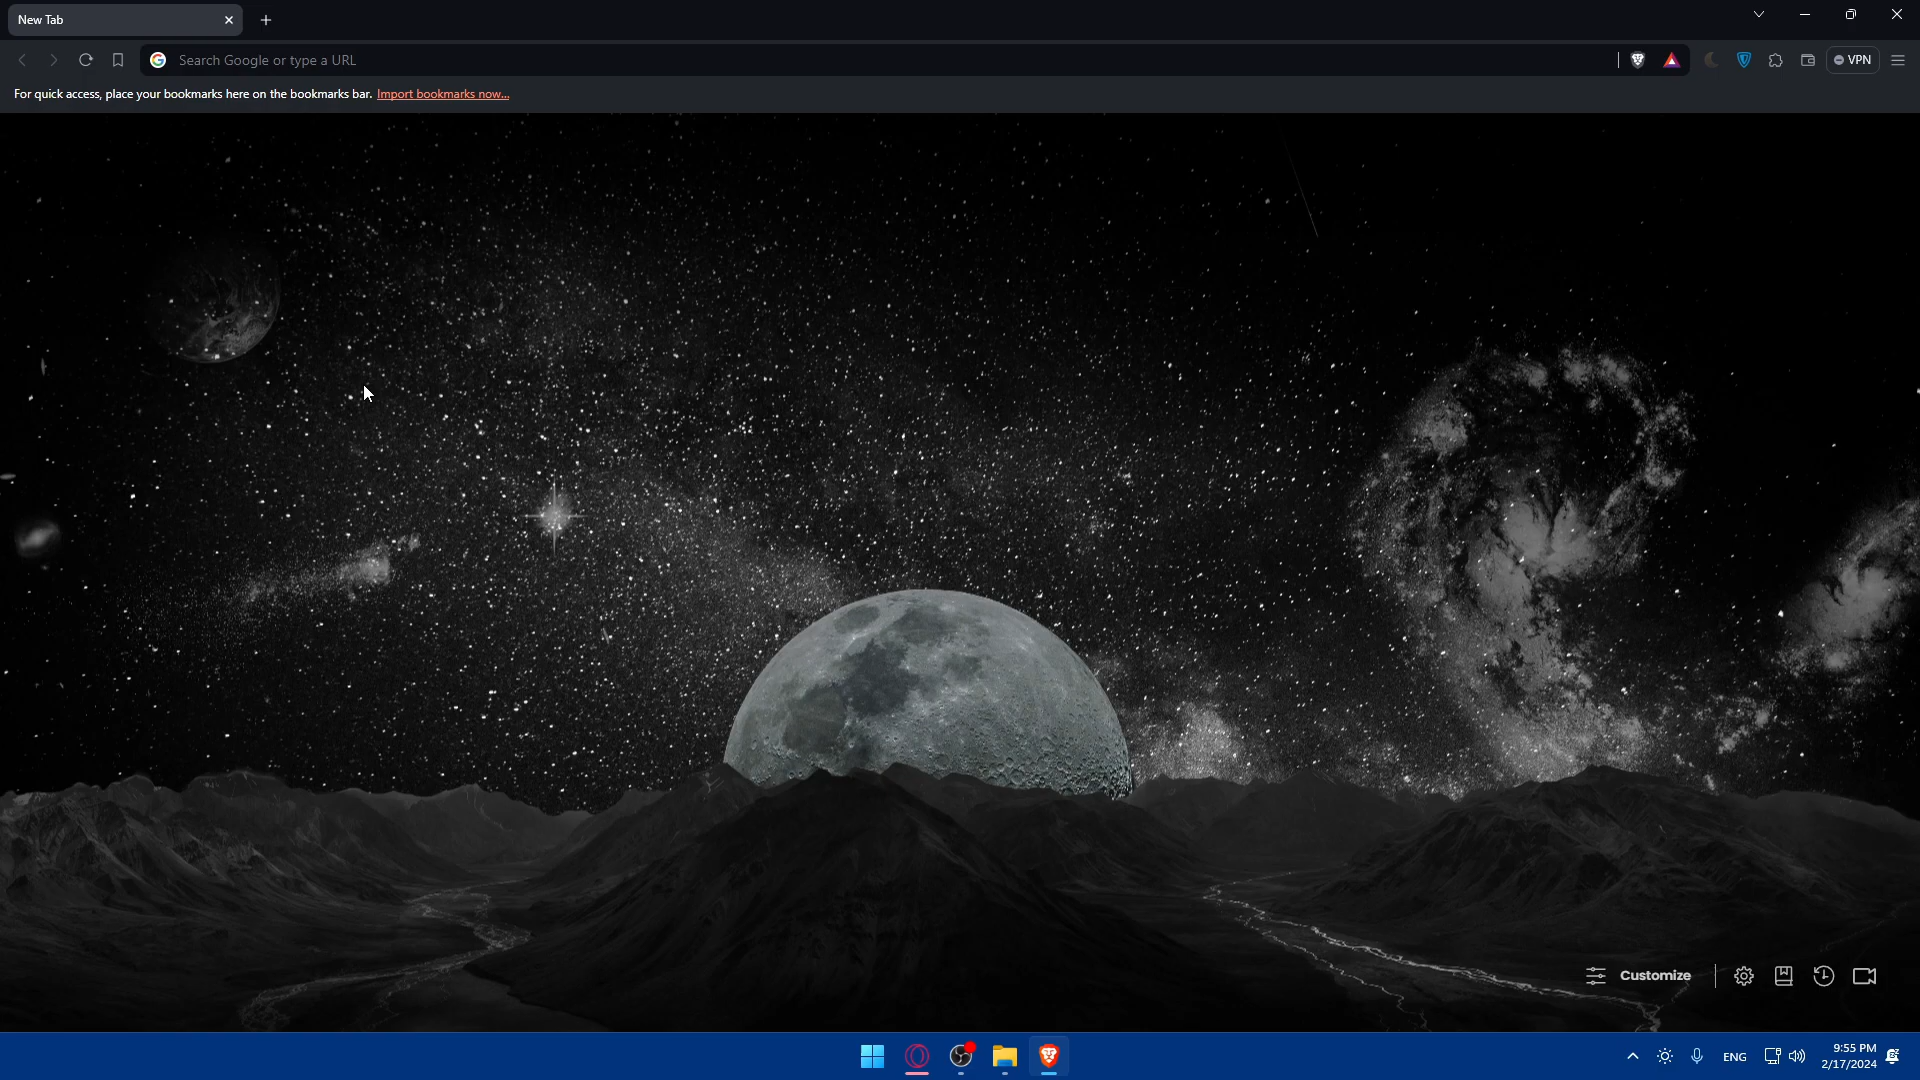 New Tab
Search Google or type a URL
VPN
For quick access, place your bookmarks here on the bookmarks bar. Import bookmarks now...
Customize
ENG
9:55 PM
2/17/2024